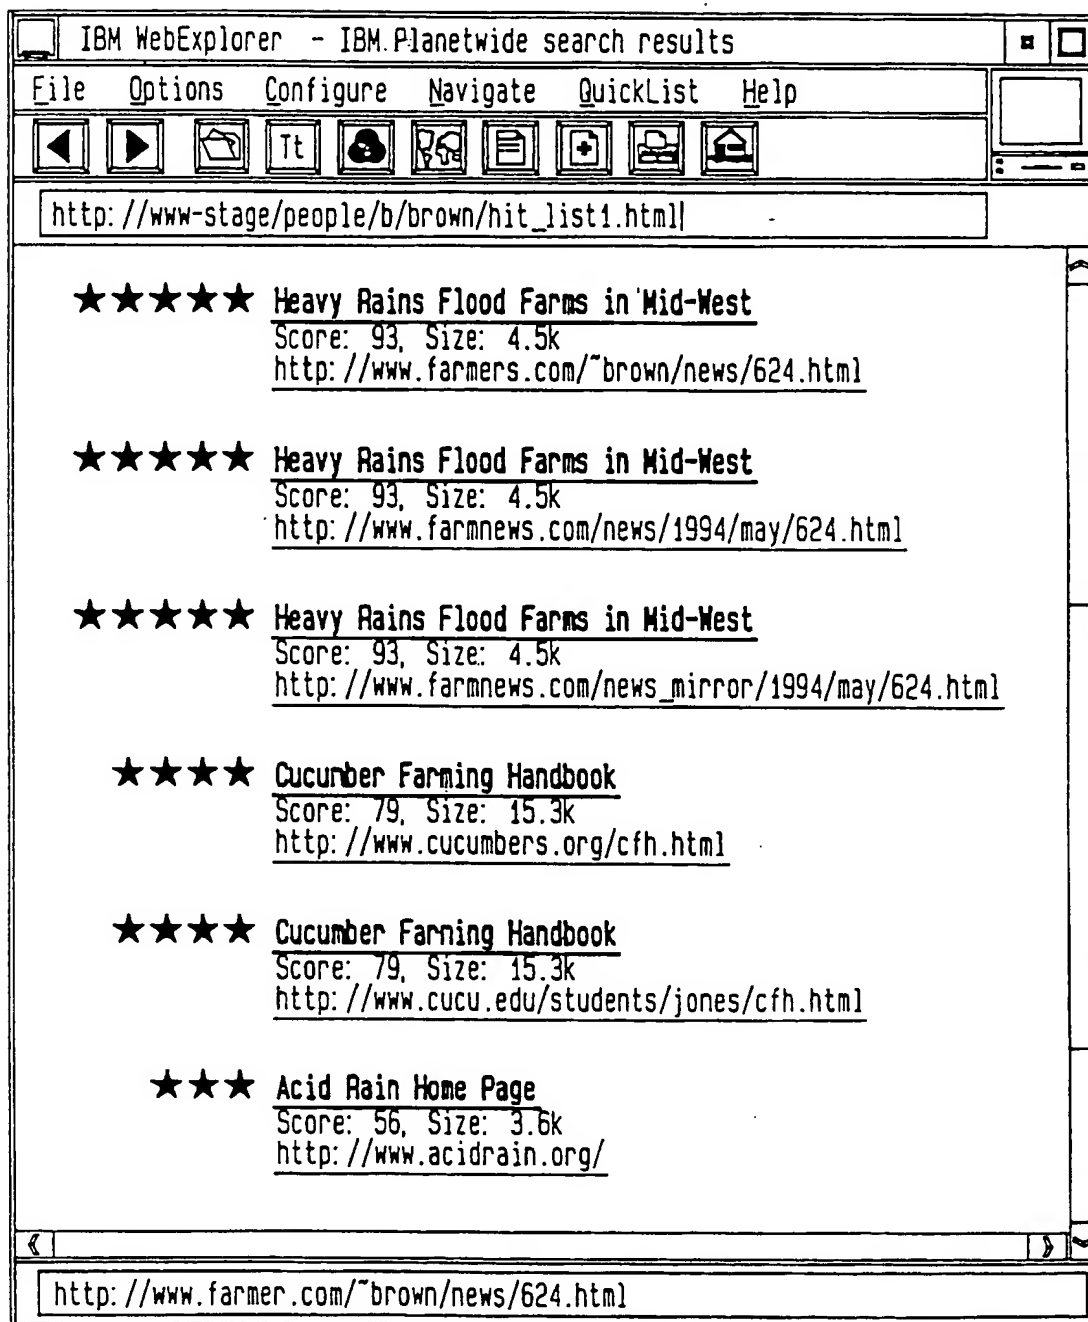 IBM WebExplorer - IBM Planetwide search results
File Options Configure Navigate QuickList Help
Tt
http://www-stage/people/b/brown/hit_list1.html
★★★★★ Heavy Rains Flood Farms in Mid-West
Score: 93, Size: 4.5k
http://www.farmers.com/~brown/news/624.html
★★★★★ Heavy Rains Flood Farms in Mid-West
Score: 93, Size: 4.5k
http://www.farmnews.com/news/1994/may/624.html
★★★★★ Heavy Rains Flood Farms in Mid-West
Score: 93, Size: 4.5k
http://www.farmnews.com/news_mirror/1994/may/624.html
★★★★ Cucumber Farming Handbook
Score: 79, Size: 15.3k
http://www.cucumbers.org/cfh.html
★★★★ Cucumber Farming Handbook
Score: 79, Size: 15.3k
http://www.cucu.edu/students/jones/cfh.html
★★★ Acid Rain Home Page
Score: 56, Size: 3.6k
http://www.acidrain.org/
http://www.farmer.com/~brown/news/624.html